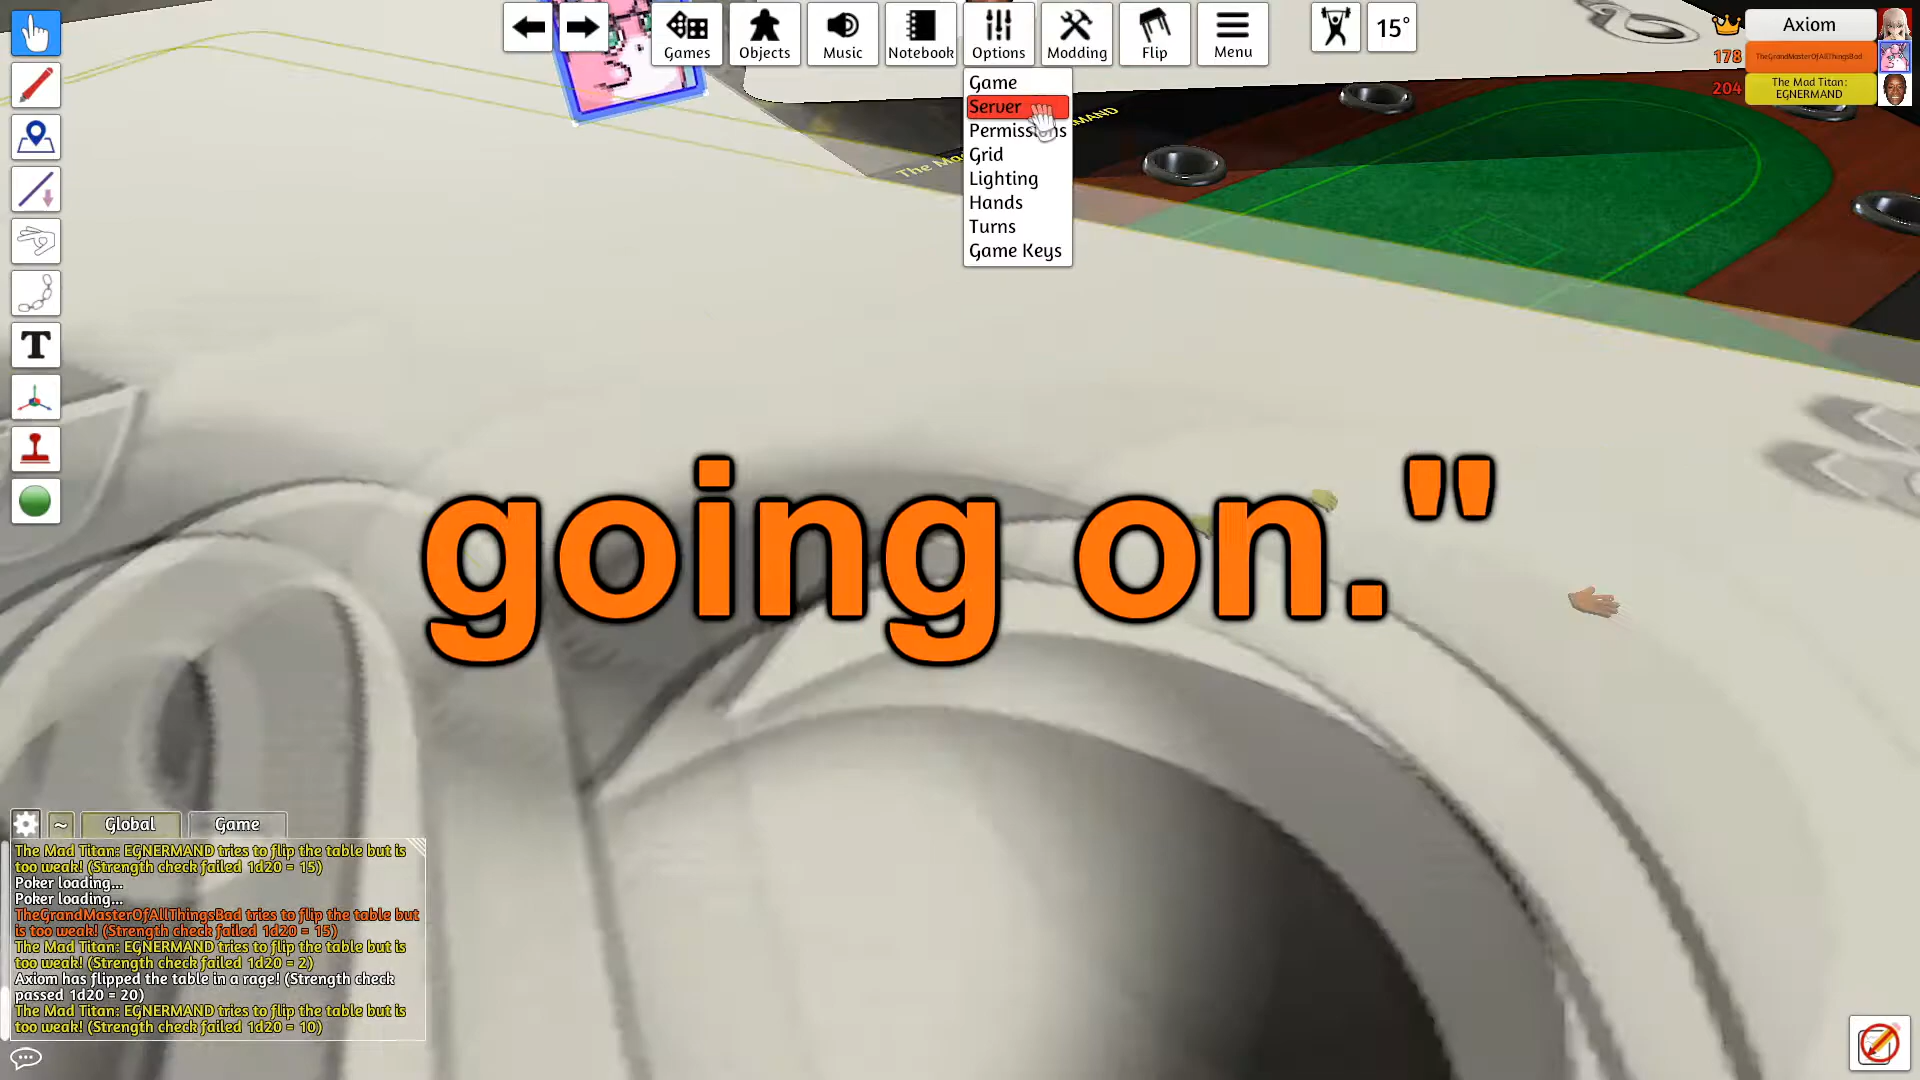 Games
Objects
Music
Notebook
Options
Modding
Flip
Menu
15°
Axiom
178
TheGrandMasterOfAllThingsBad
204
The Mad Titan:
EGNERMAND
Game
Server
Permissions
Grid
Lighting
Hands
Turns
Game Keys
going on."
T
~
Global
Game
The Mad Titan: EGNERMAND tries to flip the table but is
too weak! (Strength check failed 1d20 = 15)
Poker loading...
Poker loading...
TheGrandMasterOfAllThingsBad tries to flip the table but
is too weak! (Strength check failed 1d20 = 15)
The Mad Titan: EGNERMAND tries to flip the table but is
too weak! (Strength check failed 1d20 = 2)
Axiom has flipped the table in a rage! (Strength check
passed 1d20 = 20)
The Mad Titan: EGNERMAND tries to flip the table but is
too weak! (Strength check failed 1d20 = 10)